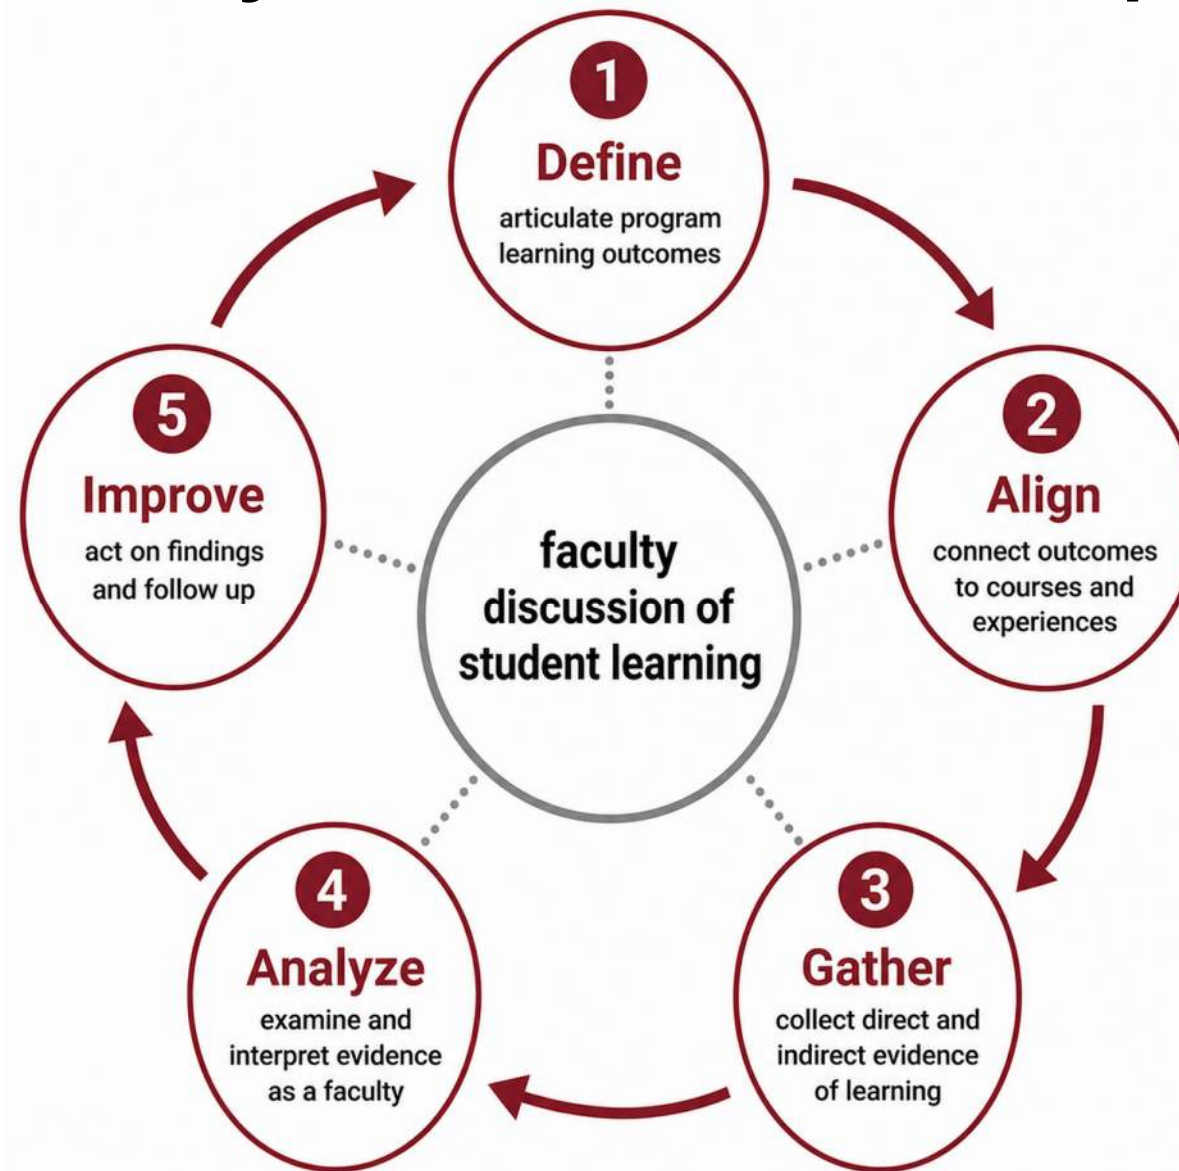 1
Define
articulate program
learning outcomes
2
Align
connect outcomes
to courses and
experiences
3
Gather
collect direct and
indirect evidence
of learning
4
Analyze
examine and
interpret evidence
as a faculty
5
Improve
act on findings
and follow up
faculty
discussion of
student learning